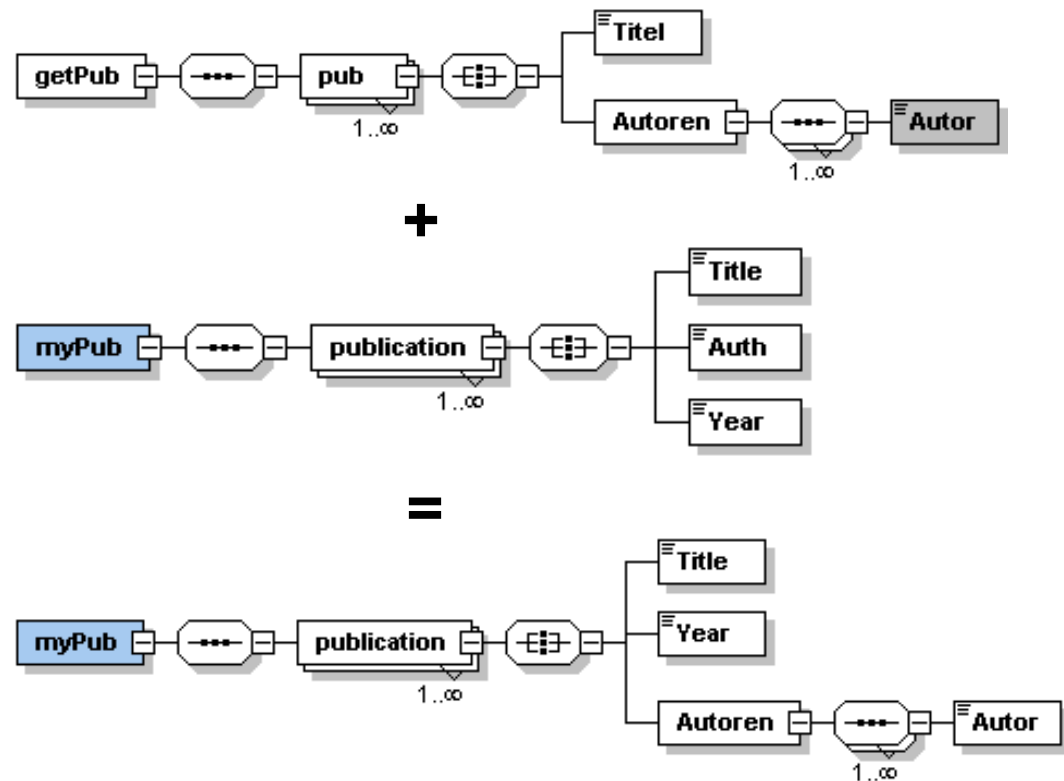 Titel
getPub
pub
1..∞
Autoren
Autor
1..∞
+
Title
myPub
publication
Auth
1..∞
Year
=
Title
myPub
publication
Year
1..∞
Autoren
Autor
1..∞